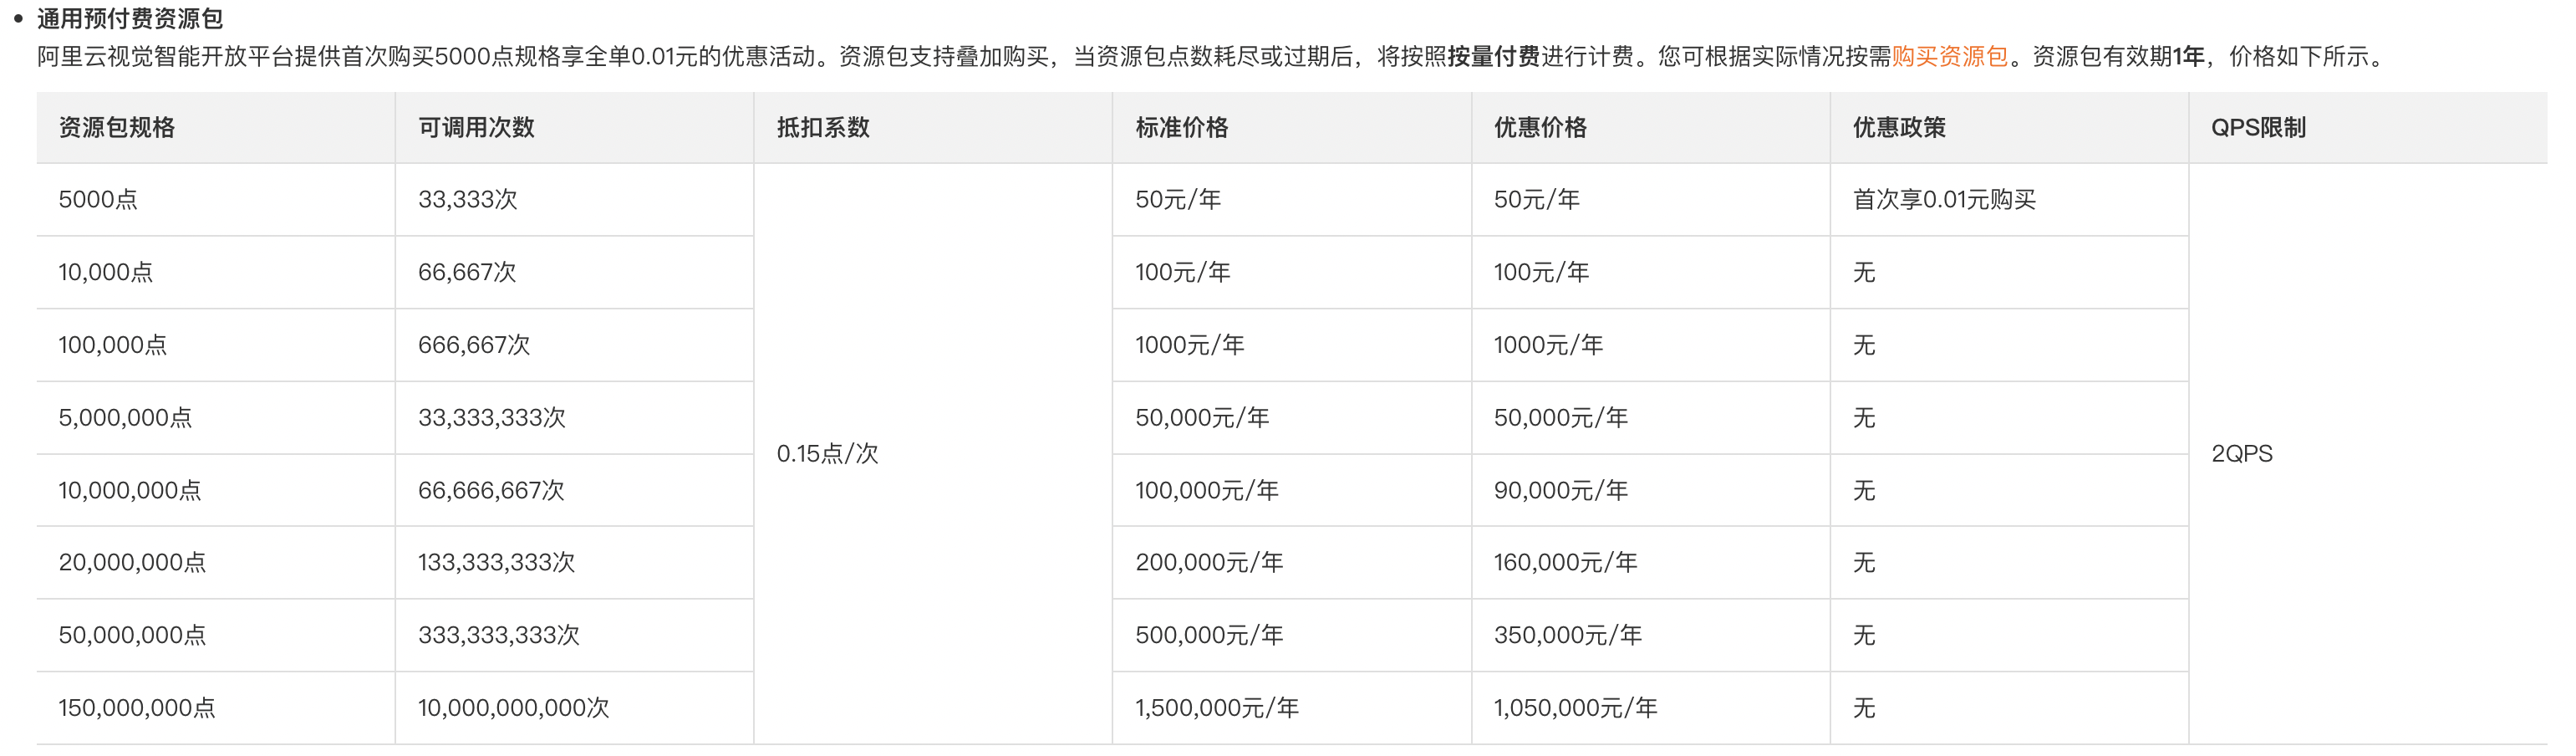 通用预付费资源包
阿里云视觉智能开放平台提供首次购买5000点规格享全单0.01元的优惠活动。资源包支持叠加购买，当资源包点数耗尽或过期后，将按照按量付费进行计费。您可根据实际情况按需购买资源包。资源包有效期1年，价格如下所示。
资源包规格 可调用次数 抵扣系数 标准价格 优惠价格 优惠政策 QPS限制
5000点 33,333次 50元/年 50元/年 首次享0.01元购买
10,000点 66,667次 100元/年 100元/年 无
100,000点 666,667次 1000元/年 1000元/年 无
5,000,000点 33,333,333次 50,000元/年 50,000元/年 无
0.15点/次 2QPS
10,000,000点 66,666,667次 100,000元/年 90,000元/年 无
20,000,000点 133,333,333次 200,000元/年 160,000元/年 无
50,000,000点 333,333,333次 500,000元/年 350,000元/年 无
150,000,000点 10,000,000,000次 1,500,000元/年 1,050,000元/年 无